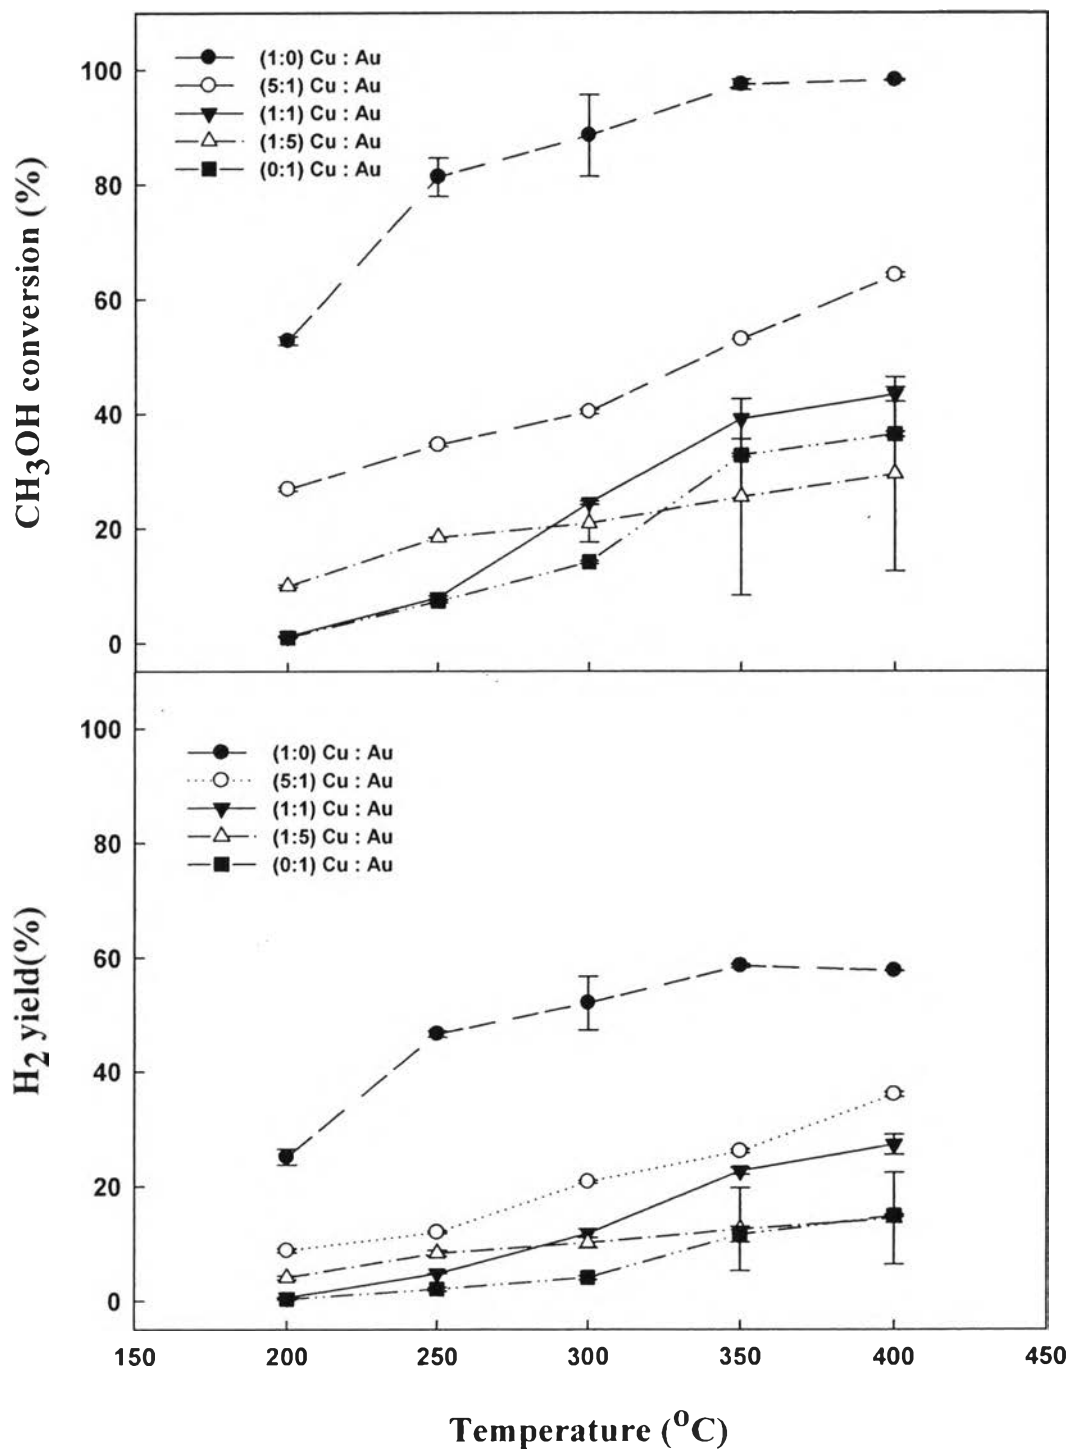 CH3OH conversion (%)
100
80
60
40
20
0
(1:0) Cu : Au
(5:1) Cu : Au
(1:1) Cu : Au
(1:5) Cu : Au
(0:1) Cu : Au
H2 yield(%)
100
80
60
40
20
0
(1:0) Cu : Au
(5:1) Cu : Au
(1:1) Cu : Au
(1:5) Cu : Au
(0:1) Cu : Au
150 200 250 300 350 400 450
Temperature (°C)